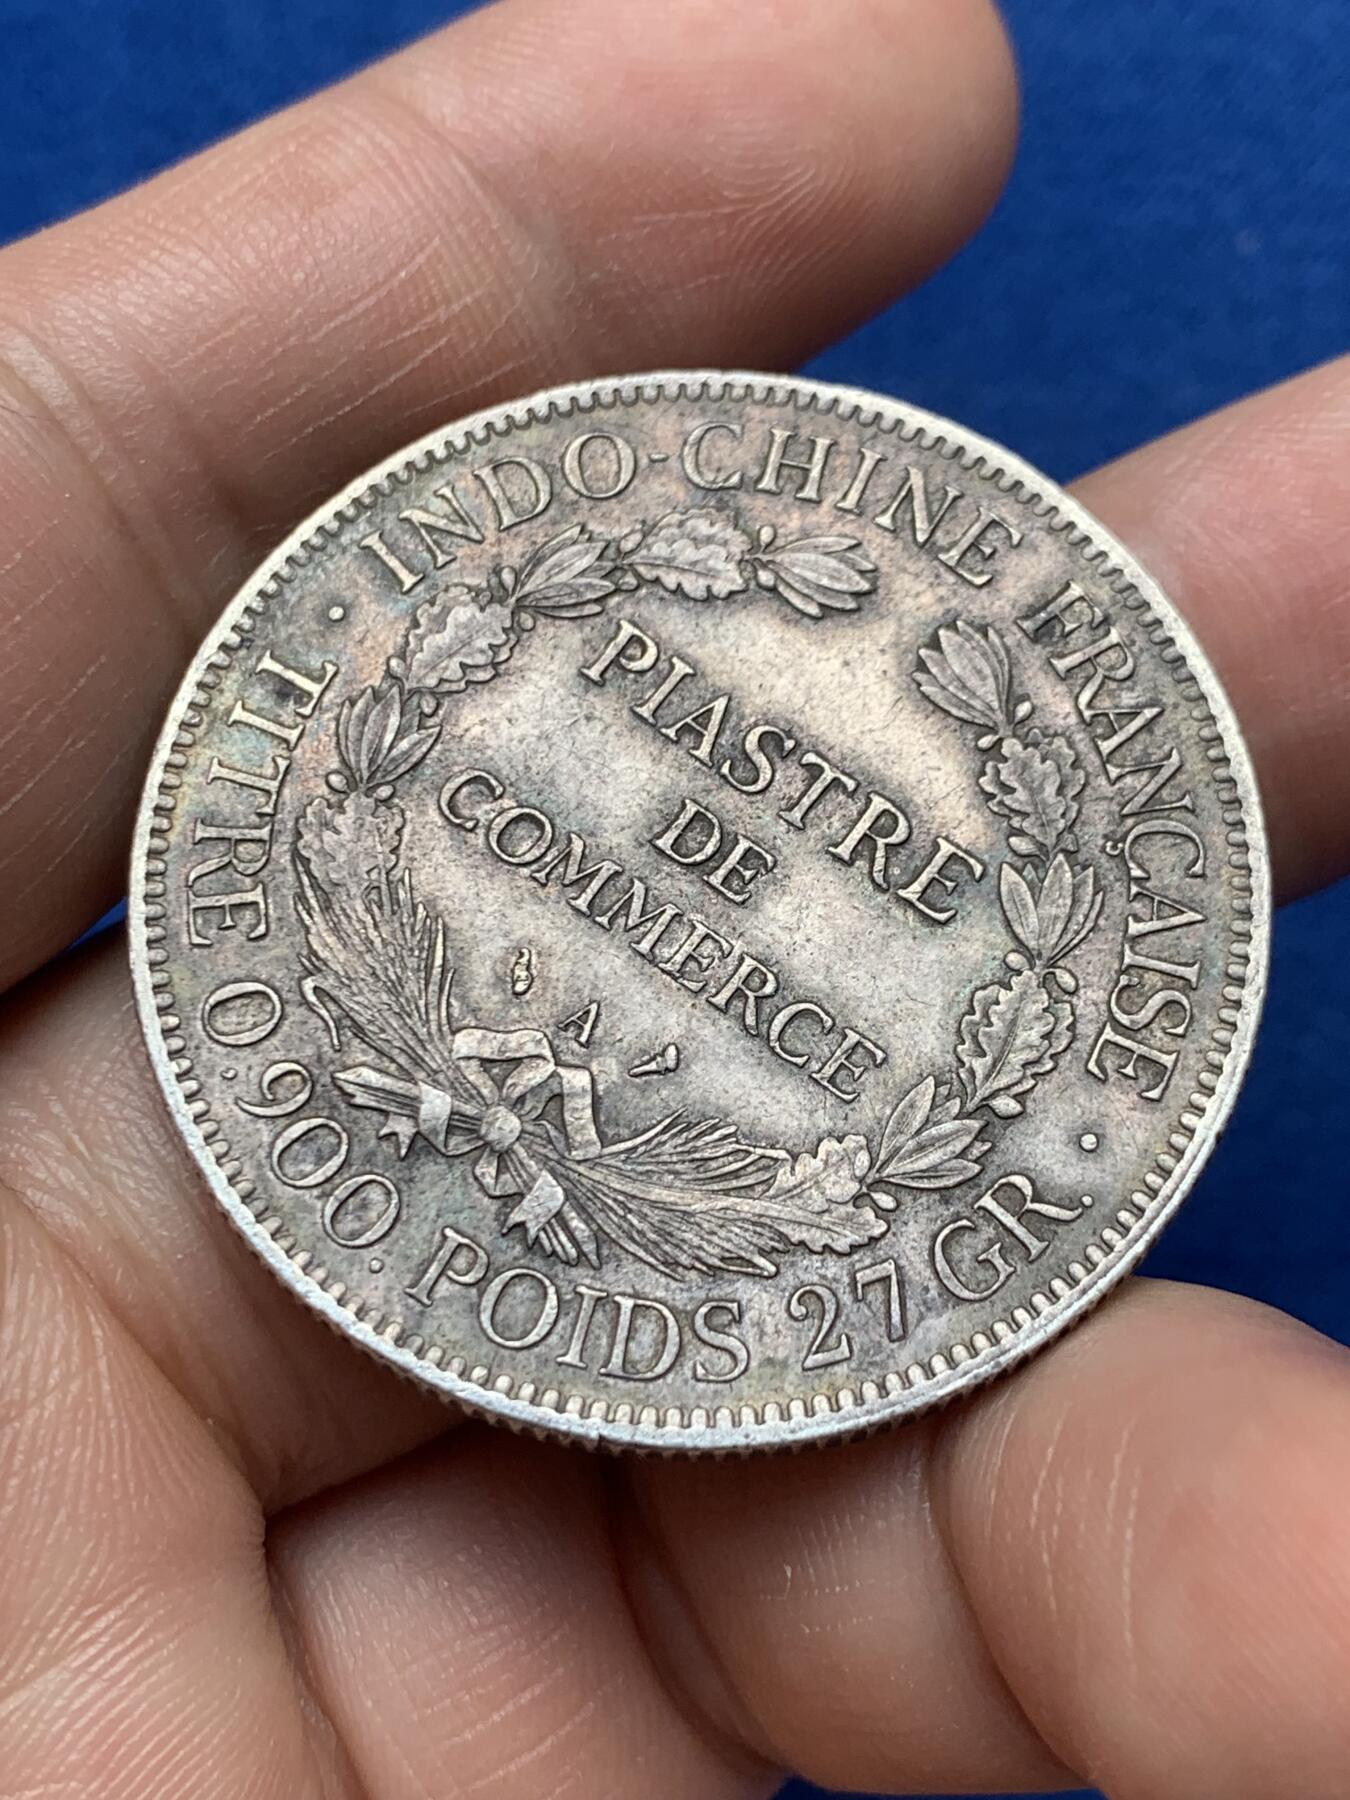 INDO-CHINE FRANÇAISE
PIASTRE
DE
COMMERCE
A
TITRE 0,900. POIDS 27 GR.